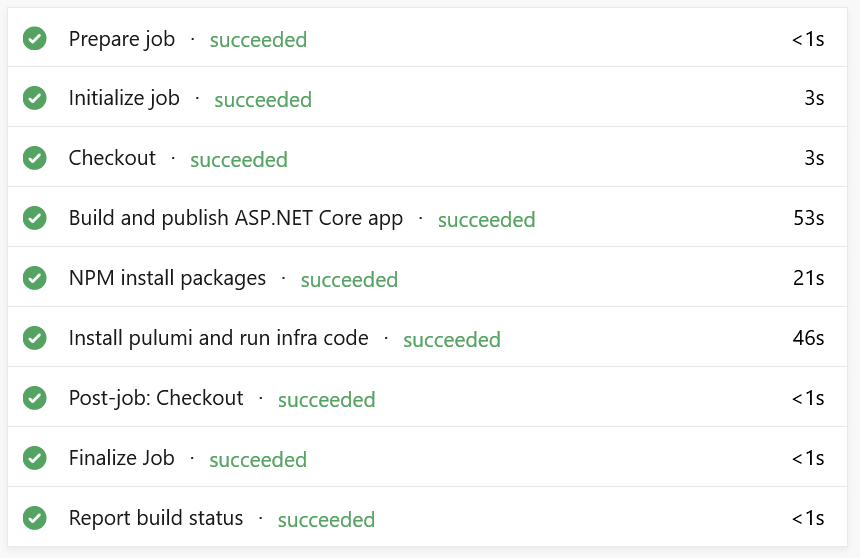 Prepare job · succeeded <1s
Initialize job · succeeded 3s
Checkout · succeeded 3s
Build and publish ASP.NET Core app · succeeded 53s
NPM install packages · succeeded 21s
Install pulumi and run infra code · succeeded 46s
Post-job: Checkout · succeeded <1s
Finalize Job · succeeded <1s
Report build status · succeeded <1s